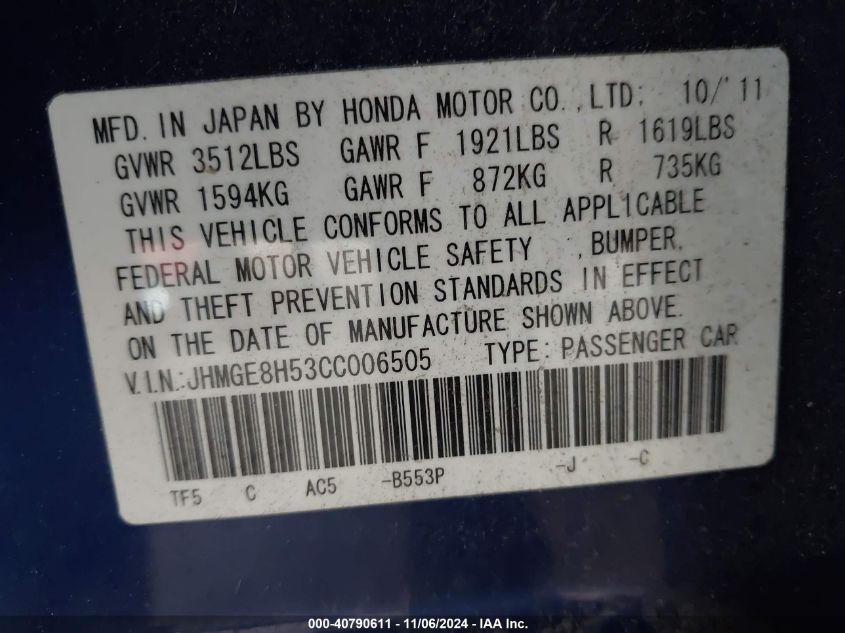 MFD. IN JAPAN BY HONDA MOTOR CO., LTD. 10/'11
GVWR 3512LBS GAWR F 1921LBS R 1619LBS
GVWR 1594KG GAWR F 872KG R 735KG
THIS VEHICLE CONFORMS TO ALL APPLICABLE
FEDERAL MOTOR VEHICLE SAFETY , BUMPER,
AND THEFT PREVENTION STANDARDS IN EFFECT
ON THE DATE OF MANUFACTURE SHOWN ABOVE.
V.I.N.:JHMGE8H53CC006505 TYPE: PASSENGER CAR
TF5 C AC5 -B553P -J -C
000-40790611 - 11/06/2024 - IAA Inc.